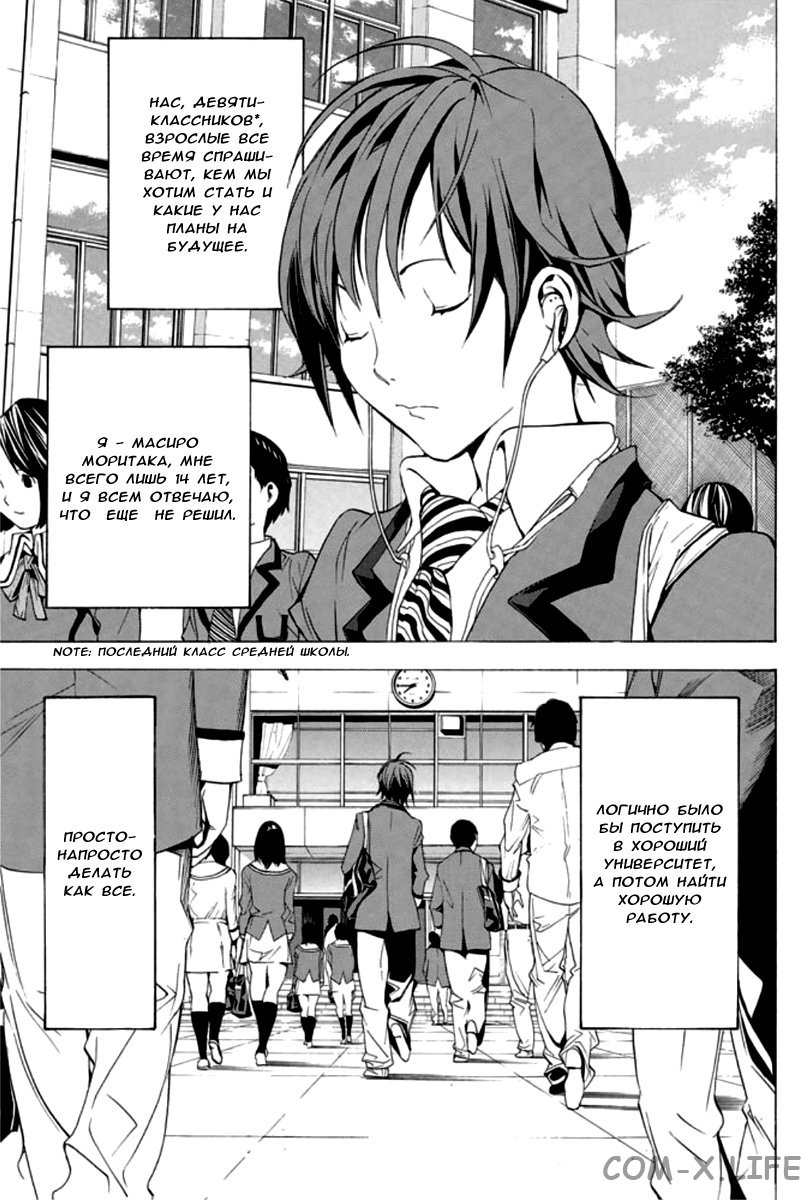 НАС, ДЕВЯТИ-
КЛАССНИКОВ*,
ВЗРОСЛЫЕ ВСЕ
ВРЕМЯ СПРАШИ-
ВАЮТ, КЕМ МЫ
ХОТИМ СТАТЬ И
КАКИЕ У НАС
ПЛАНЫ НА
БУДУЩЕЕ.
Я - МАСИРО
МОРИТАКА, МНЕ
ВСЕГО ЛИШЬ 14 ЛЕТ,
И Я ВСЕМ ОТВЕЧАЮ,
ЧТО ЕЩЕ НЕ РЕШИЛ.
NOTE: ПОСЛЕДНИЙ КЛАСС СРЕДНЕЙ ШКОЛЫ.
ЛОГИЧНО БЫЛО
БЫ ПОСТУПИТЬ
В ХОРОШИЙ
УНИВЕРСИТЕТ,
А ПОТОМ НАЙТИ
ХОРОШУЮ
РАБОТУ.
ПРОСТО-
НАПРОСТО
ДЕЛАТЬ
КАК ВСЕ.
COM-X.LIFE